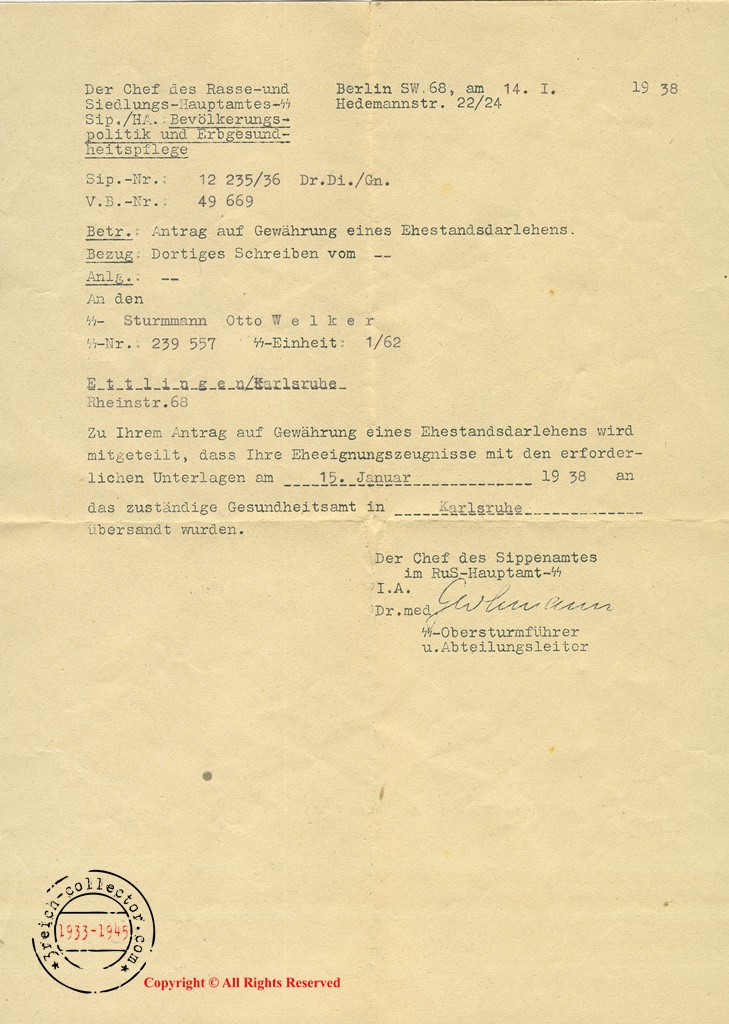 Der Chef des Rasse-und
Siedlungs-Hauptamtes-ᛋᛋ
Sip./HA. Bevölkerungs-
politik und Erbgesund-
heitspflege
Berlin SW.68, am 14. I. 19 38
Hedemannstr. 22/24
Sip.-Nr.: 12 235/36 Dr.Di./Gn.
V.B.-Nr.: 49 669
Betr.: Antrag auf Gewährung eines Ehestandsdarlehens.
Bezug: Dortiges Schreiben vom --
Anlg.: --
An den
ᛋᛋ- Sturmmann Otto W e l k e r
ᛋᛋ-Nr.: 239 557 ᛋᛋ-Einheit: 1/62
E t t l i n g e n/Karlsruhe
Rheinstr.68
Zu Ihrem Antrag auf Gewährung eines Ehestandsdarlehens wird
mitgeteilt, dass Ihre Eheeignungszeugnisse mit den erforder-
lichen Unterlagen am 15. Januar 19 38 an
das zuständige Gesundheitsamt in Karlsruhe
übersandt wurden.
Der Chef des Sippenamtes
im RuS-Hauptamt-ᛋᛋ
I.A.
Dr.med.
ᛋᛋ-Obersturmführer
u.Abteilungsleiter
3reich-collector.com
1933-1945
Copyright © All Rights Reserved